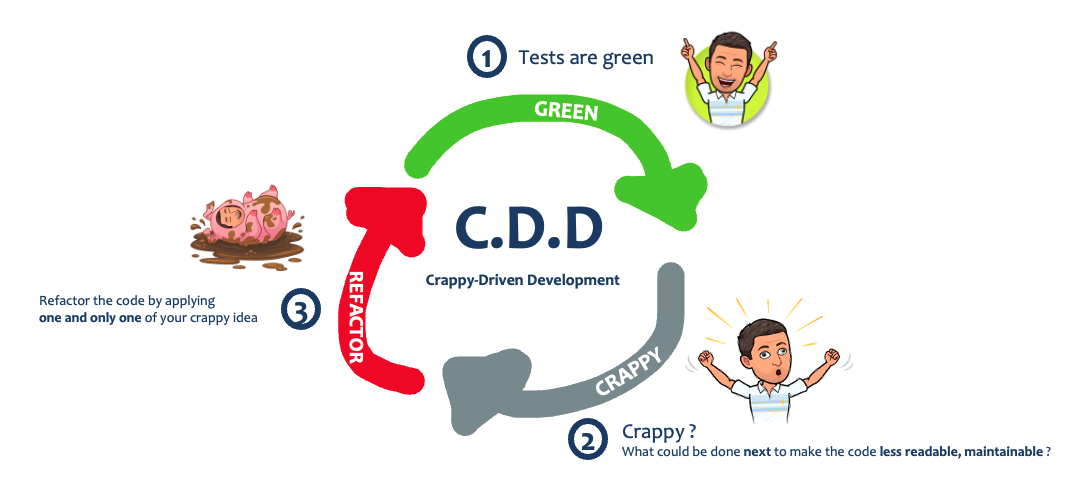 1 Tests are green
GREEN
C.D.D
Crappy-Driven Development
REFACTOR
Refactor the code by applying
one and only one of your crappy idea
3
CRAPPY
2 Crappy ?
What could be done next to make the code less readable, maintainable ?